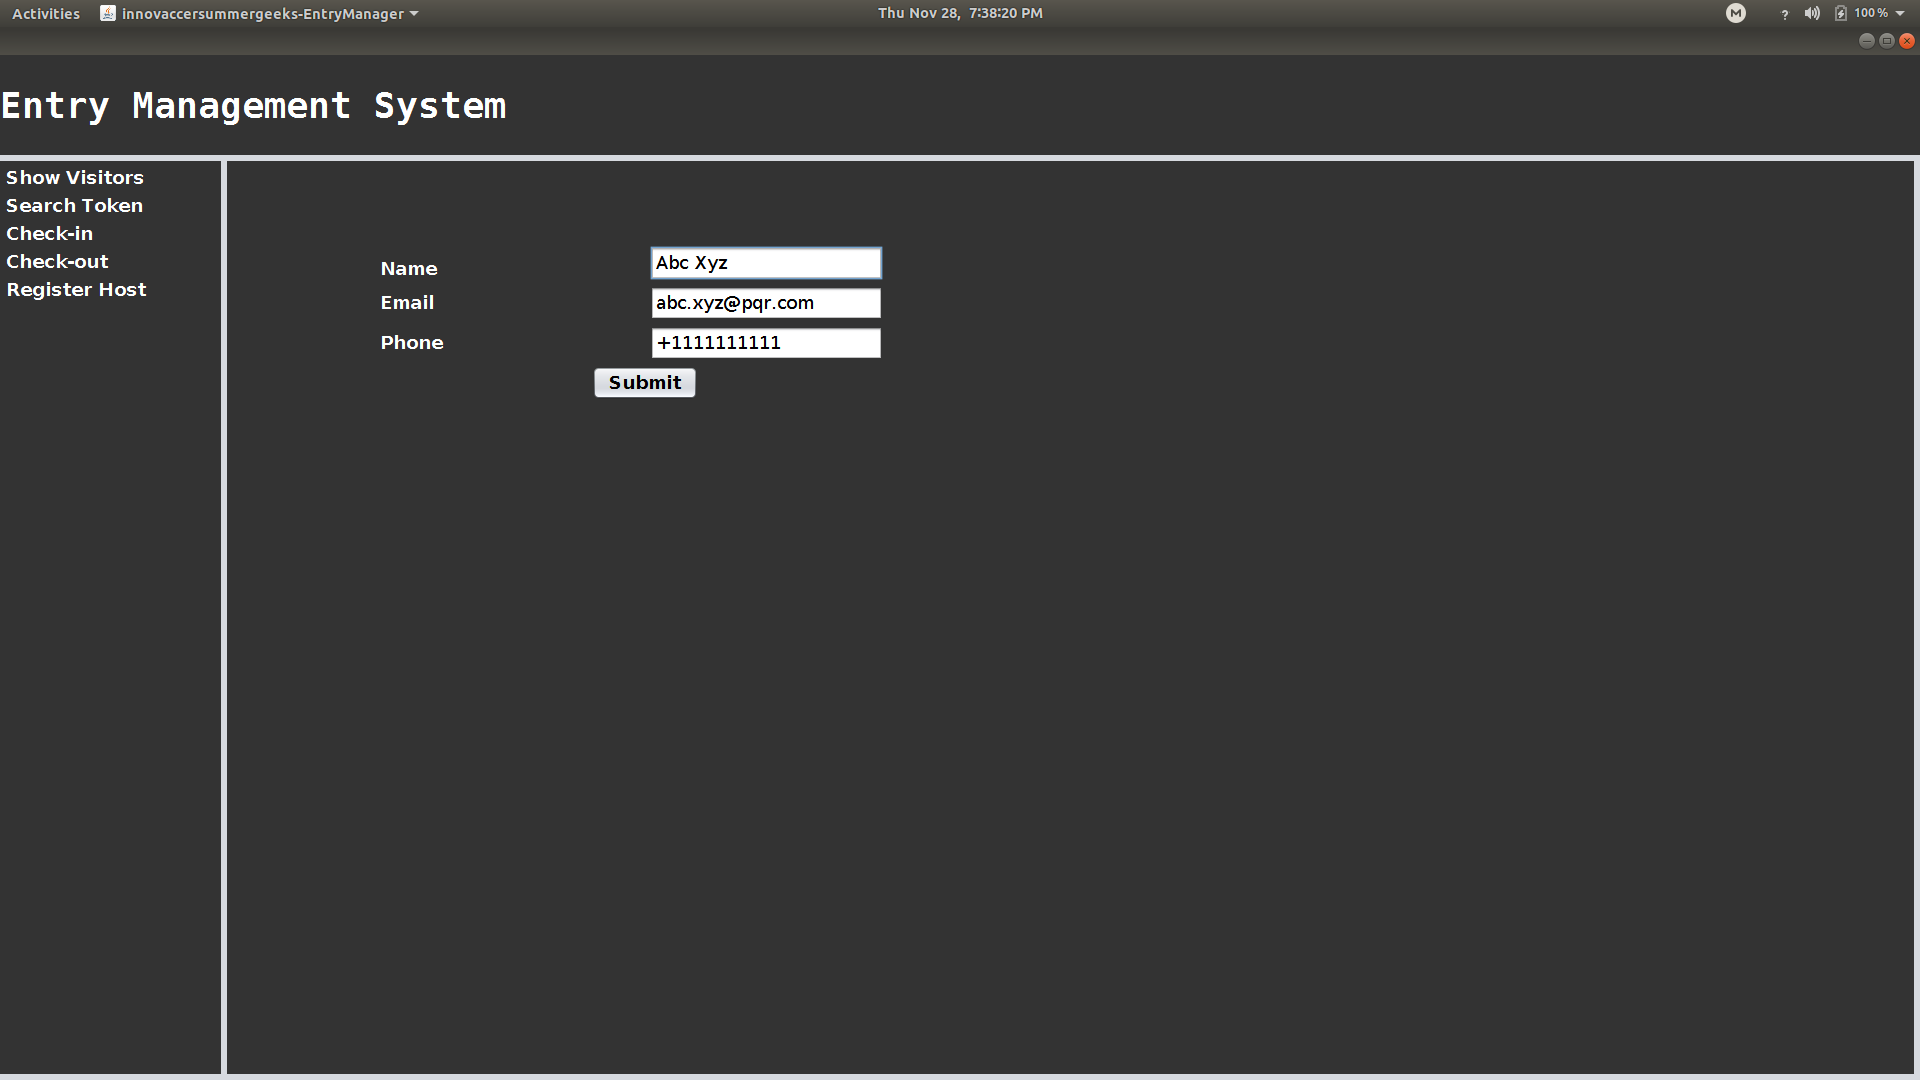 Activities innovaccersummergeeks-EntryManager Thu Nov 28, 7:38:20 PM M ? 100 %
Entry Management System
Show Visitors
Search Token
Check-in
Check-out
Register Host
Name Abc Xyz
Email abc.xyz@pqr.com
Phone +1111111111
Submit